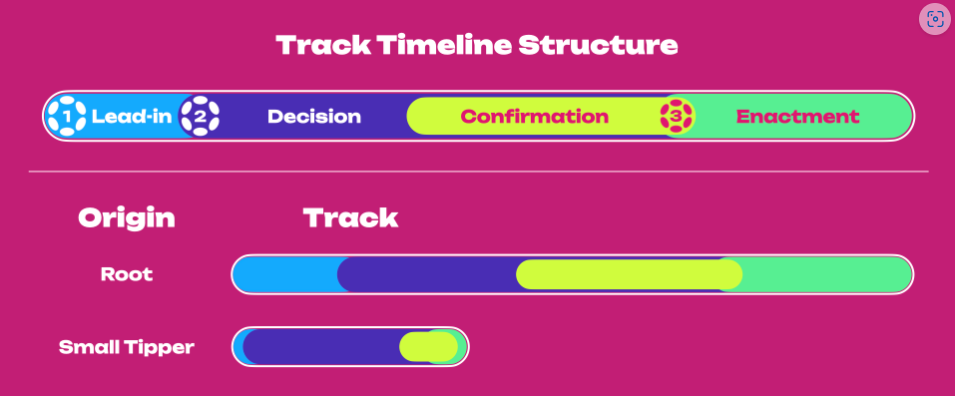 Track Timeline Structure
1 Lead-in 2 Decision Confirmation 3 Enactment
Origin Track
Root
Small Tipper